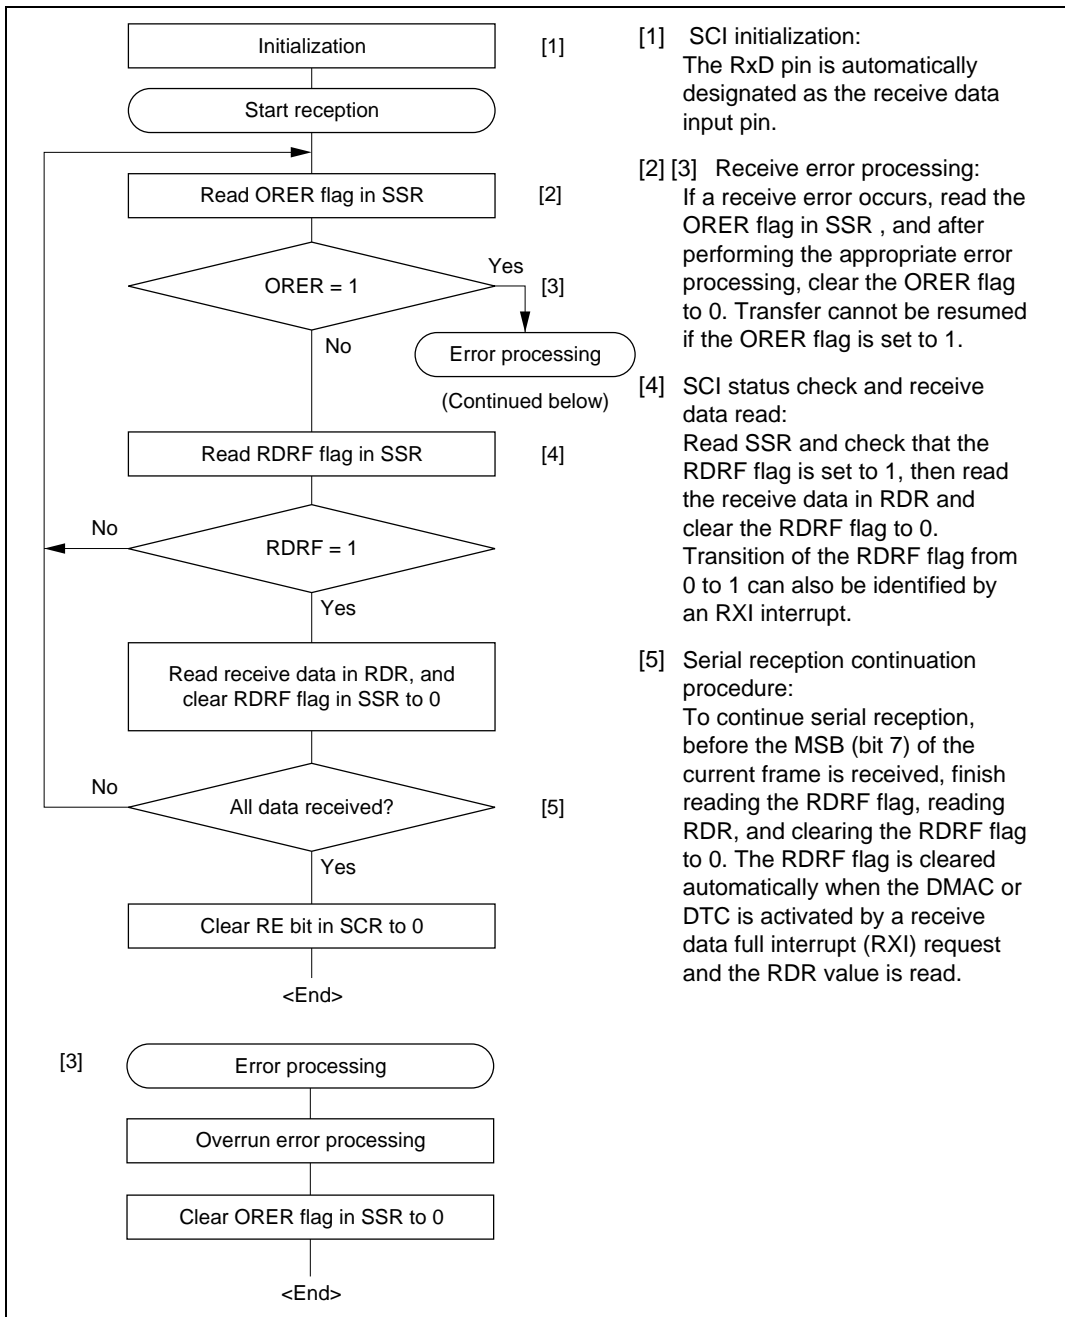 Initialization
[1]
Start reception
Read ORER flag in SSR
[2]
ORER = 1
Yes
[3]
No
Error processing
(Continued below)
Read RDRF flag in SSR
[4]
No
RDRF = 1
Yes
Read receive data in RDR, and
clear RDRF flag in SSR to 0
No
All data received?
[5]
Yes
Clear RE bit in SCR to 0
<End>
[3]
Error processing
Overrun error processing
Clear ORER flag in SSR to 0
<End>
[1] SCI initialization:
The RxD pin is automatically
designated as the receive data
input pin.
[2] [3] Receive error processing:
If a receive error occurs, read the
ORER flag in SSR , and after
performing the appropriate error
processing, clear the ORER flag
to 0. Transfer cannot be resumed
if the ORER flag is set to 1.
[4] SCI status check and receive
data read:
Read SSR and check that the
RDRF flag is set to 1, then read
the receive data in RDR and
clear the RDRF flag to 0.
Transition of the RDRF flag from
0 to 1 can also be identified by
an RXI interrupt.
[5] Serial reception continuation
procedure:
To continue serial reception,
before the MSB (bit 7) of the
current frame is received, finish
reading the RDRF flag, reading
RDR, and clearing the RDRF flag
to 0. The RDRF flag is cleared
automatically when the DMAC or
DTC is activated by a receive
data full interrupt (RXI) request
and the RDR value is read.